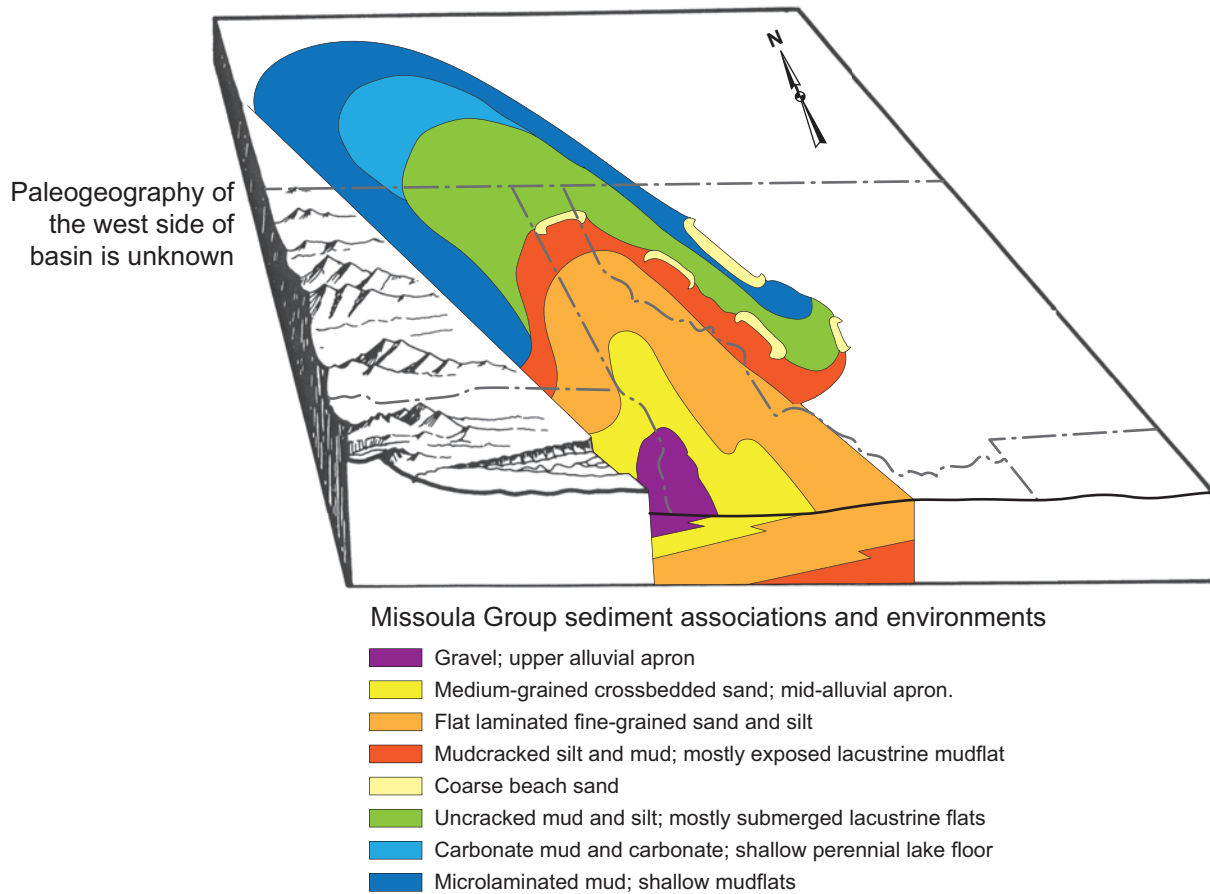 N
Paleogeography of
the west side of
basin is unknown
Missoula Group sediment associations and environments
Gravel; upper alluvial apron
Medium-grained crossbedded sand; mid-alluvial apron.
Flat laminated fine-grained sand and silt
Mudcracked silt and mud; mostly exposed lacustrine mudflat
Coarse beach sand
Uncracked mud and silt; mostly submerged lacustrine flats
Carbonate mud and carbonate; shallow perennial lake floor
Microlaminated mud; shallow mudflats